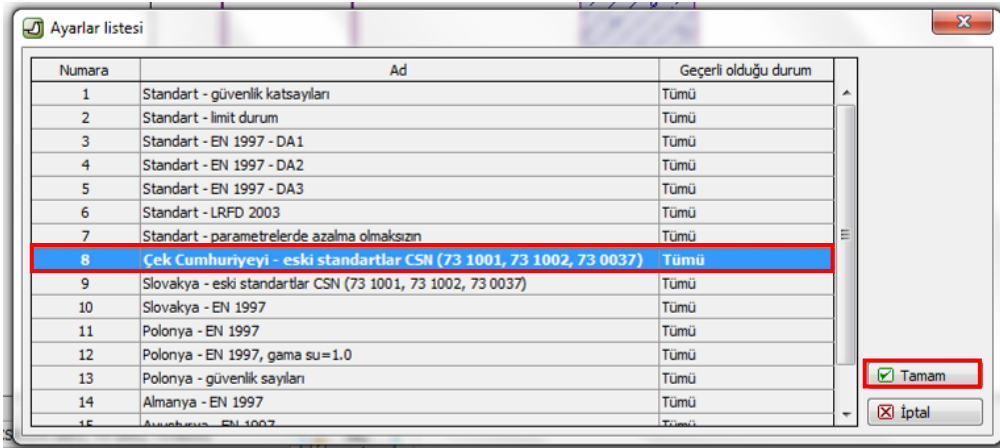 Ayarlar listesi
Numara Ad Geçerli olduğu durum
1 Standart - güvenlik katsayıları Tümü
2 Standart - limit durum Tümü
3 Standart - EN 1997 - DA1 Tümü
4 Standart - EN 1997 - DA2 Tümü
5 Standart - EN 1997 - DA3 Tümü
6 Standart - LRFD 2003 Tümü
7 Standart - parametrelerde azalma olmaksızın Tümü
8 Çek Cumhuriyeyi - eski standartlar CSN (73 1001, 73 1002, 73 0037) Tümü
9 Slovakya - eski standartlar CSN (73 1001, 73 1002, 73 0037) Tümü
10 Slovakya - EN 1997 Tümü
11 Polonya - EN 1997 Tümü
12 Polonya - EN 1997, gama su=1.0 Tümü
13 Polonya - güvenlik sayıları Tümü
14 Almanya - EN 1997 Tümü
15 Avusturya - EN 1997 Tümü
Tamam
İptal